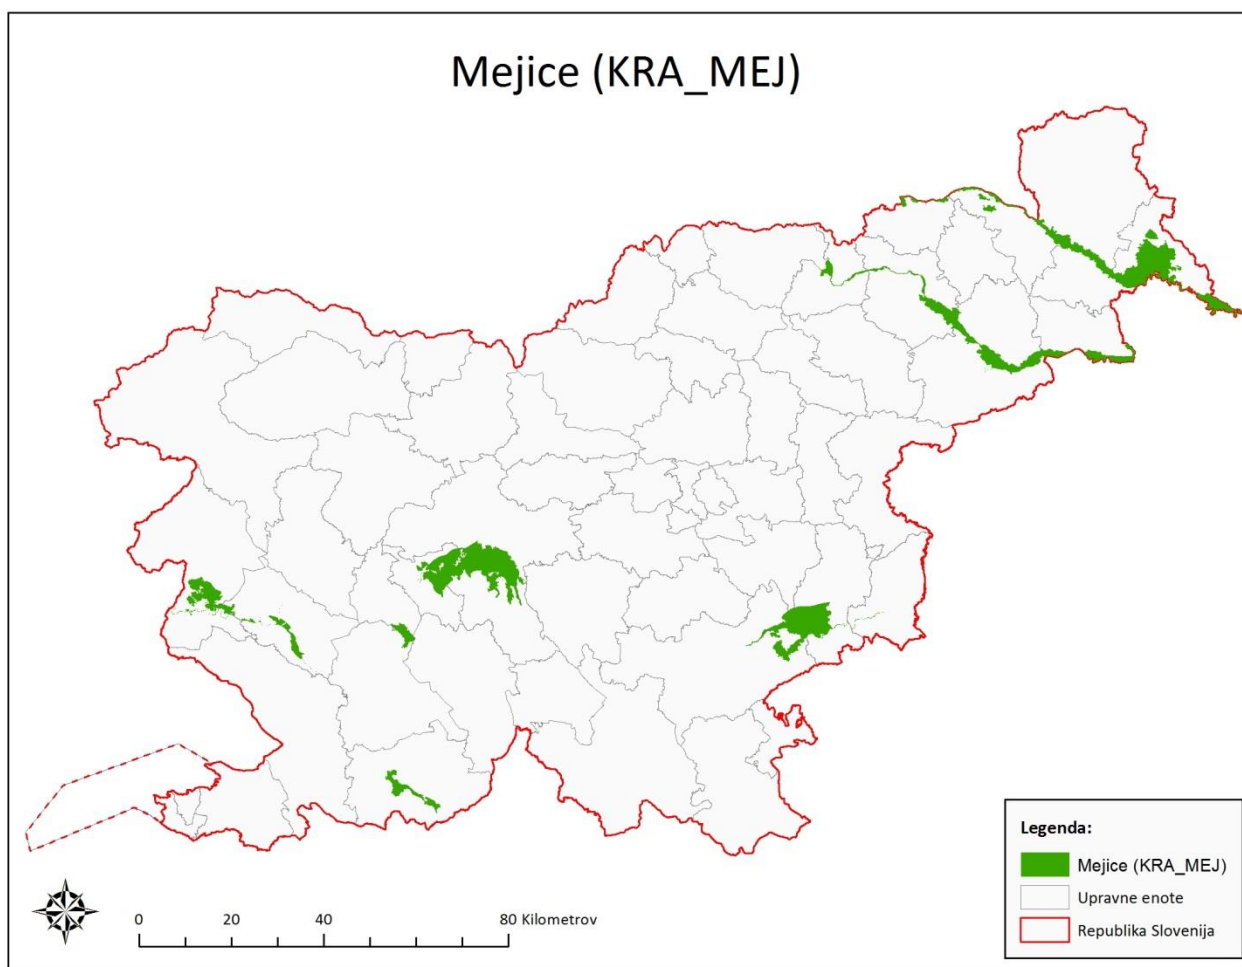 Mejice (KRA_MEJ)
Legenda:
Mejice (KRA_MEJ)
Upravne enote
Republika Slovenija
0 20 40 80 Kilometrov